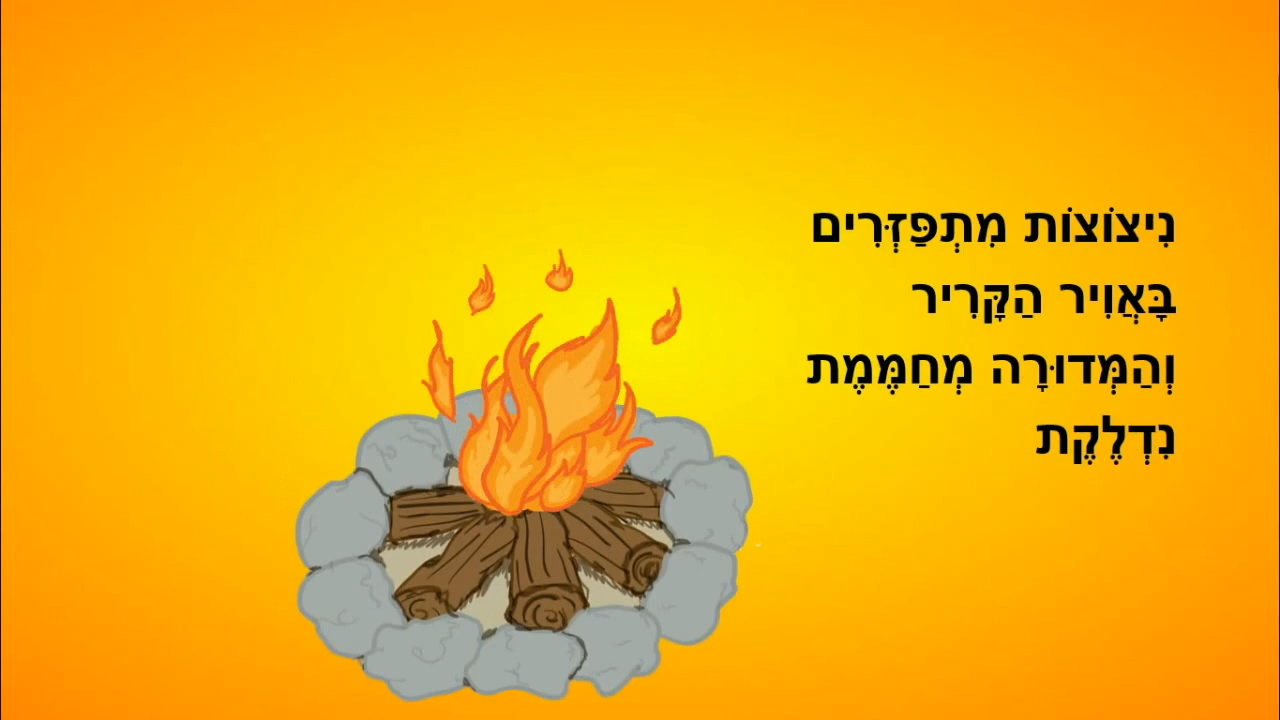 נִיצוֹצוֹת מִתְפַּזְּרִים
בָּאֲוִיר הַקָּרִיר
וְהַמְּדוּרָה מְחַמֶּמֶת
נִדְלֶקֶת